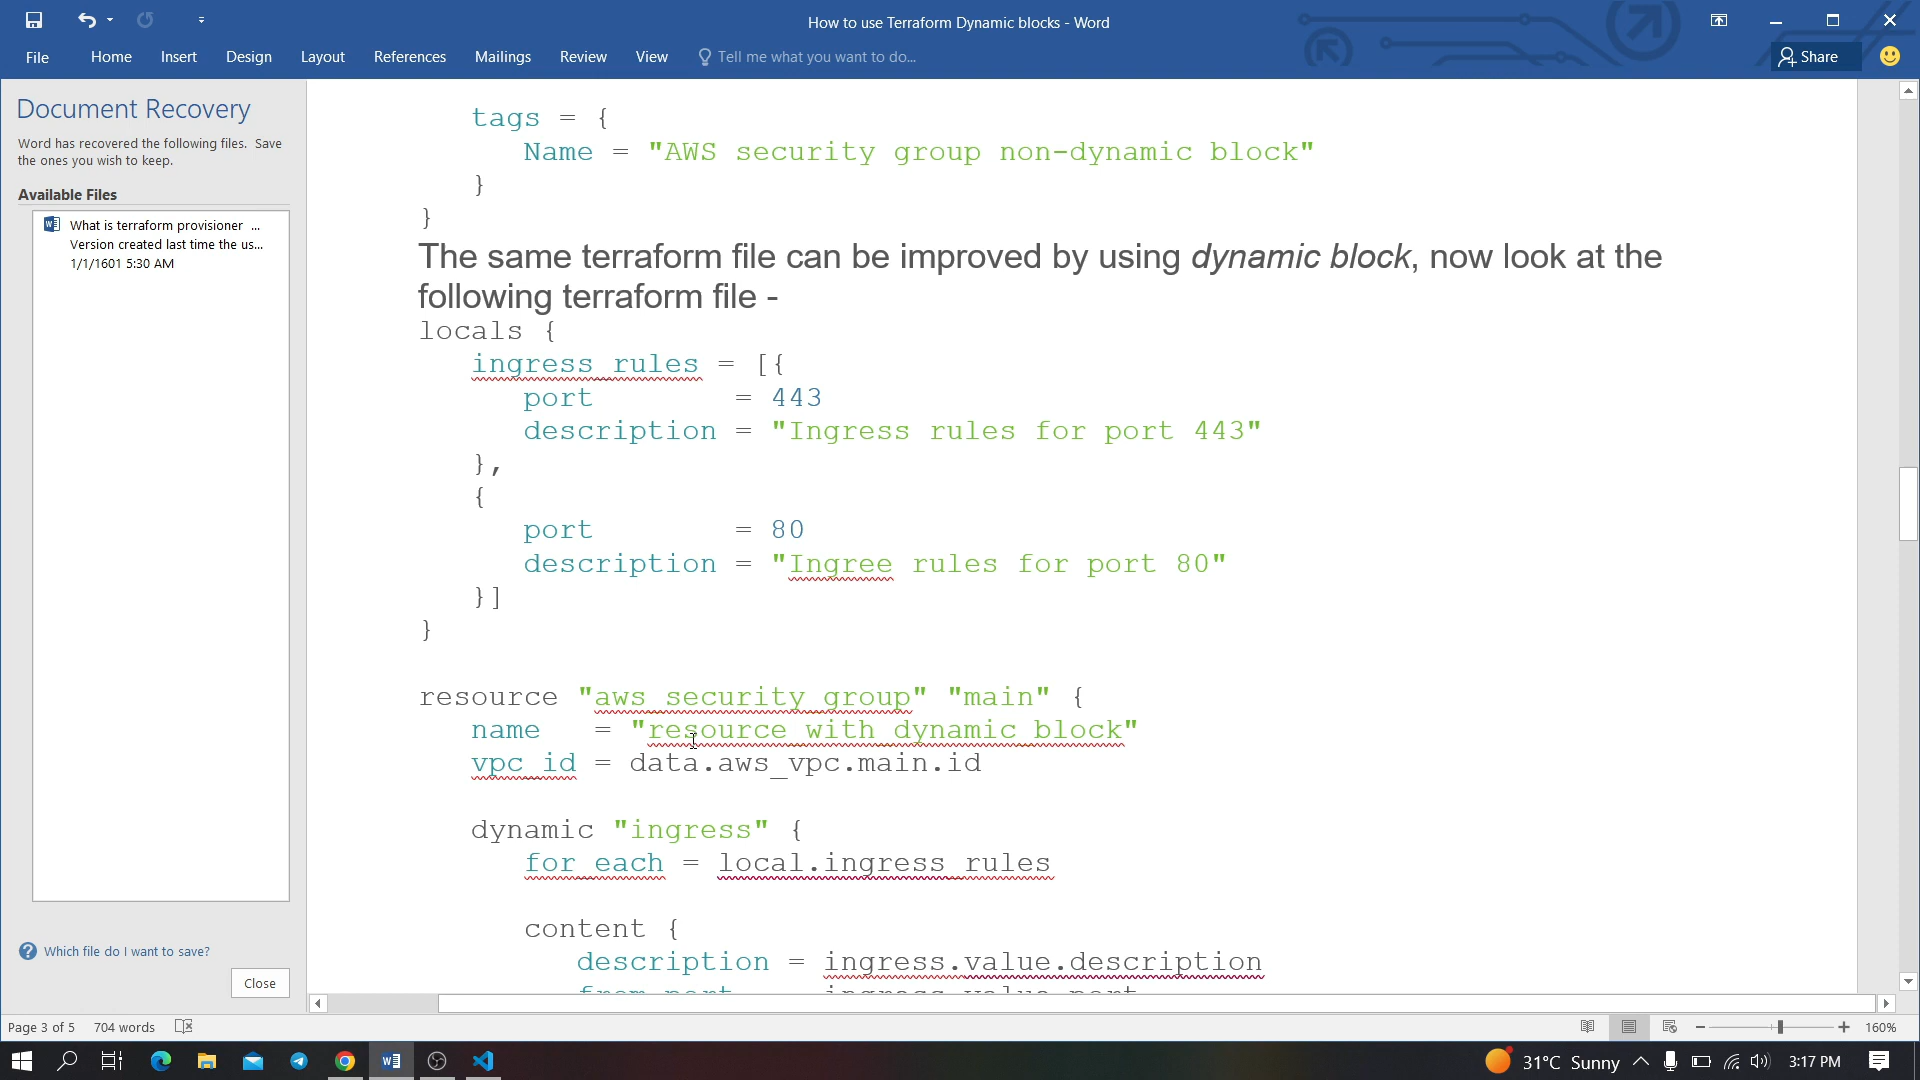 How to use Terraform Dynamic blocks - Word
File Home Insert Design Layout References Mailings Review View Tell me what you want to do... Share
Document Recovery
Word has recovered the following files. Save
the ones you wish to keep.
Available Files
What is terraform provisioner ...
Version created last time the us...
1/1/1601 5:30 AM
Which file do I want to save?
Close
tags = {
Name = "AWS security group non-dynamic block"
}
}
The same terraform file can be improved by using dynamic block, now look at the
following terraform file -
locals {
ingress_rules = [{
port = 443
description = "Ingress rules for port 443"
},
{
port = 80
description = "Ingree rules for port 80"
}]
}
resource "aws_security_group" "main" {
name = "resource_with_dynamic_block"
vpc_id = data.aws_vpc.main.id
dynamic "ingress" {
for_each = local.ingress_rules
content {
description = ingress.value.description
from_port = ingress.value.port
Page 3 of 5 704 words 160%
31°C Sunny 3:17 PM